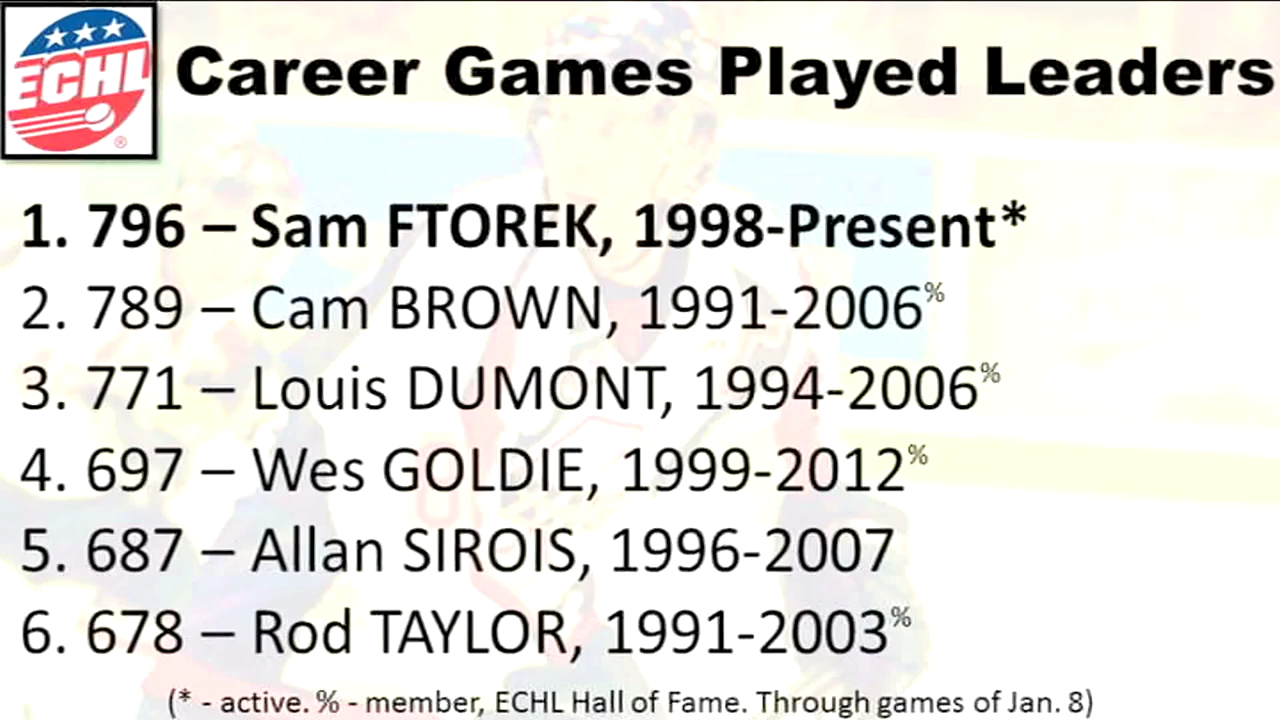 ECHL
®
Career Games Played Leaders
1. 796 – Sam FTOREK, 1998-Present*
2. 789 – Cam BROWN, 1991-2006%
3. 771 – Louis DUMONT, 1994-2006%
4. 697 – Wes GOLDIE, 1999-2012%
5. 687 – Allan SIROIS, 1996-2007
6. 678 – Rod TAYLOR, 1991-2003%
(* - active. % - member, ECHL Hall of Fame. Through games of Jan. 8)